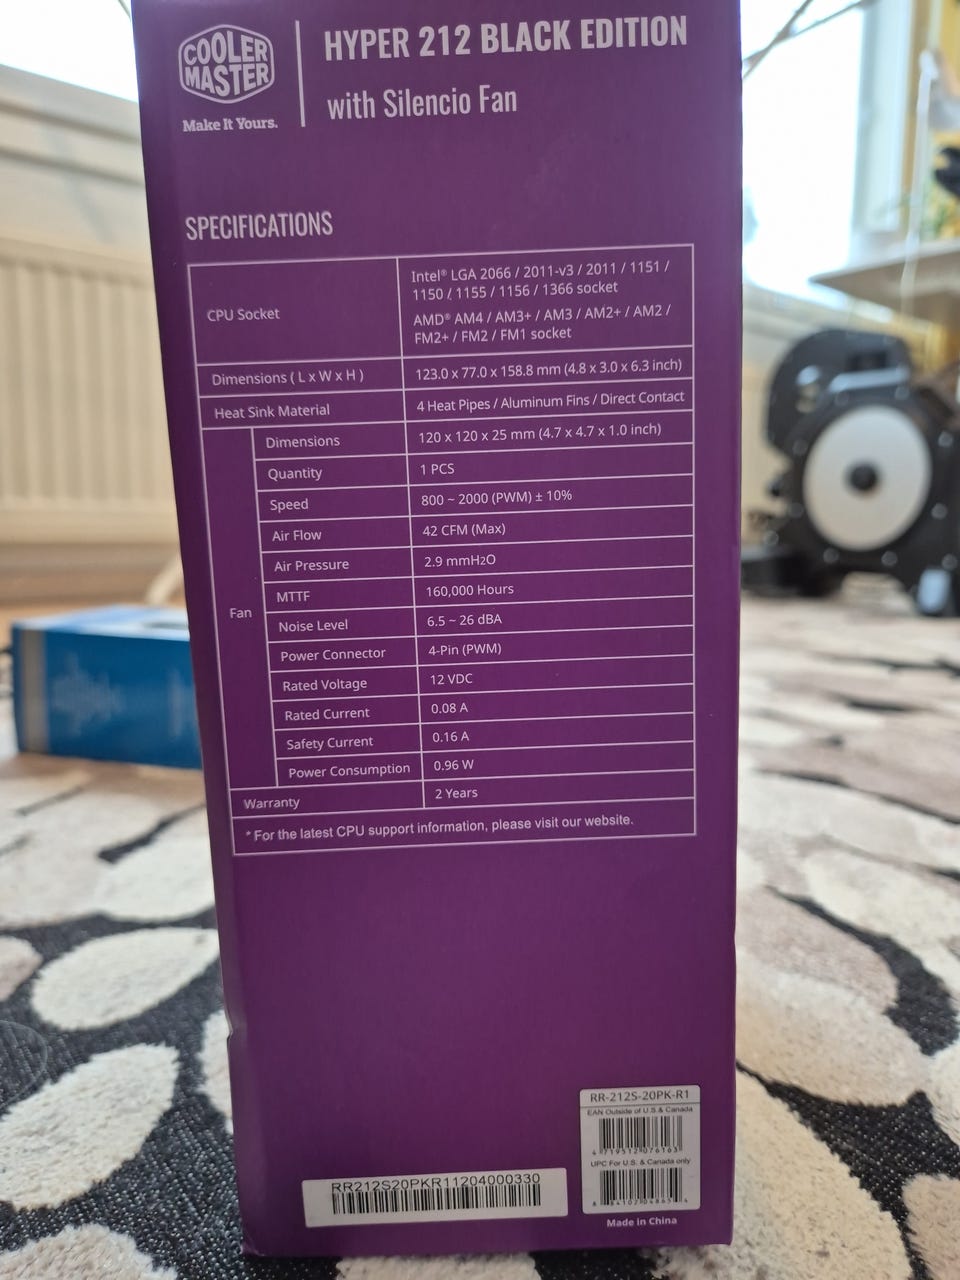 COOLER
MASTER
Make It Yours.
HYPER 212 BLACK EDITION
with Silencio Fan
SPECIFICATIONS
CPU Socket
Intel® LGA 2066 / 2011-v3 / 2011 / 1151 /
1150 / 1155 / 1156 / 1366 socket
AMD® AM4 / AM3+ / AM3 / AM2+ / AM2 /
FM2+ / FM2 / FM1 socket
Dimensions ( L x W x H ) 123.0 x 77.0 x 158.8 mm (4.8 x 3.0 x 6.3 inch)
Heat Sink Material 4 Heat Pipes / Aluminum Fins / Direct Contact
Fan
Dimensions 120 x 120 x 25 mm (4.7 x 4.7 x 1.0 inch)
Quantity 1 PCS
Speed 800 ~ 2000 (PWM) ± 10%
Air Flow 42 CFM (Max)
Air Pressure 2.9 mmH2O
MTTF 160,000 Hours
Noise Level 6.5 ~ 26 dBA
Power Connector 4-Pin (PWM)
Rated Voltage 12 VDC
Rated Current 0.08 A
Safety Current 0.16 A
Power Consumption 0.96 W
Warranty 2 Years
* For the latest CPU support information, please visit our website.
RR-212S-20PK-R1
EAN Outside of U.S & Canada
4 719512 076163
UPC For U.S. & Canada only
8 84102 04863 4
RR212S20PKR11204000330
Made in China